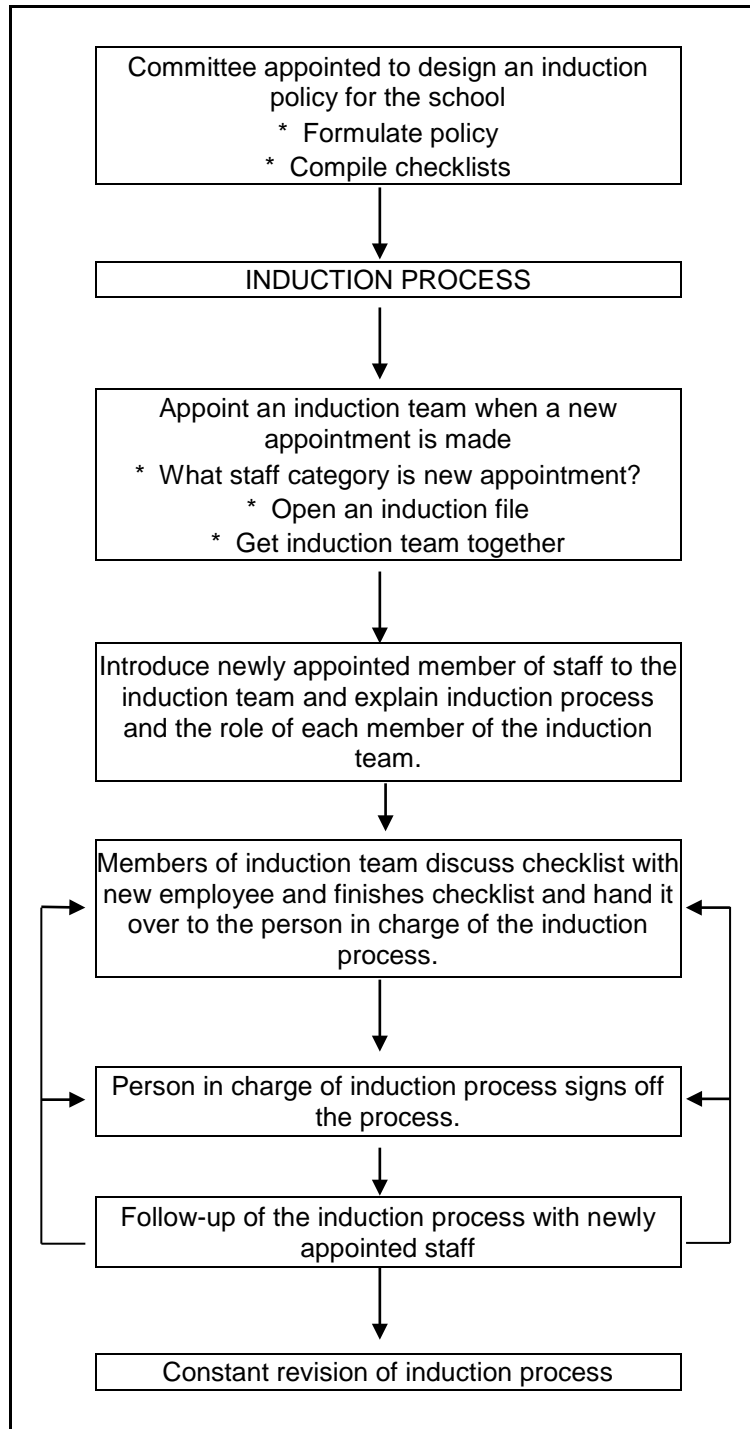 Committee appointed to design an induction
policy for the school
* Formulate policy
* Compile checklists
INDUCTION PROCESS
Appoint an induction team when a new
appointment is made
* What staff category is new appointment?
* Open an induction file
* Get induction team together
Introduce newly appointed member of staff to the
induction team and explain induction process
and the role of each member of the induction
team.
Members of induction team discuss checklist with
new employee and finishes checklist and hand it
over to the person in charge of the induction
process.
Person in charge of induction process signs off
the process.
Follow-up of the induction process with newly
appointed staff
Constant revision of induction process